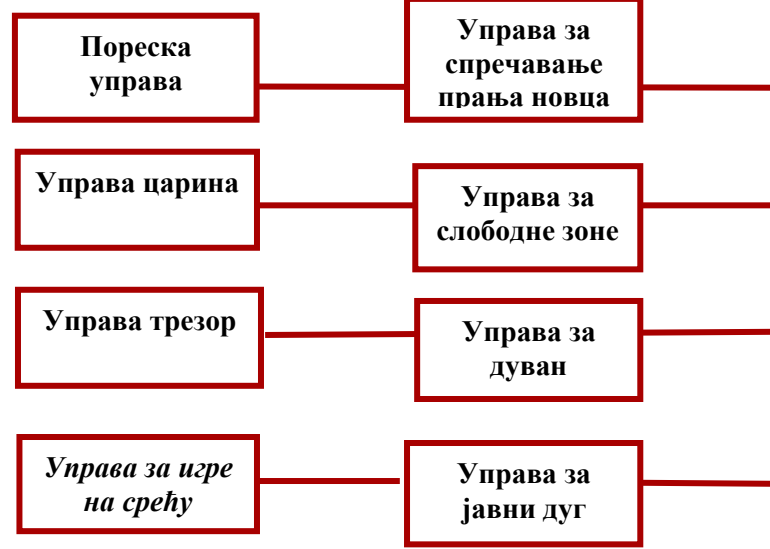 Пореска
управа
Управа за
спречавање
прања новца
Управа царина
Управа за
слободне зоне
Управа трезор
Управа за
дуван
Управа за игре
на срећу
Управа за
јавни дуг